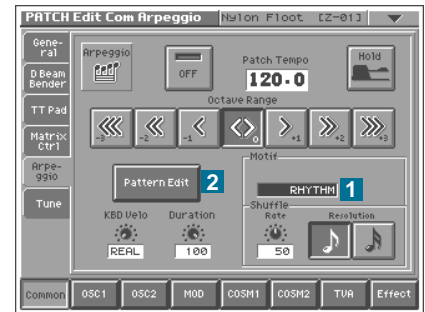 PATCH Edit Com Arpeggio Nylon Floot [Z-01]
Gene-
ral
D Beam
Bender
TT Pad
Matrix
Ctrl
Arpe-
ggio
Tune
Arpeggio
OFF
Patch Tempo
120.0
Hold
Octave Range
-3 -2 -1 0 +1 +2 +3
Pattern Edit 2
Motif
RHYTHM 1
KBD Velo Duration
REAL 100
Shuffle
Rate Resolution
50
Common OSC1 OSC2 MOD COSM1 COSM2 TVA Effect